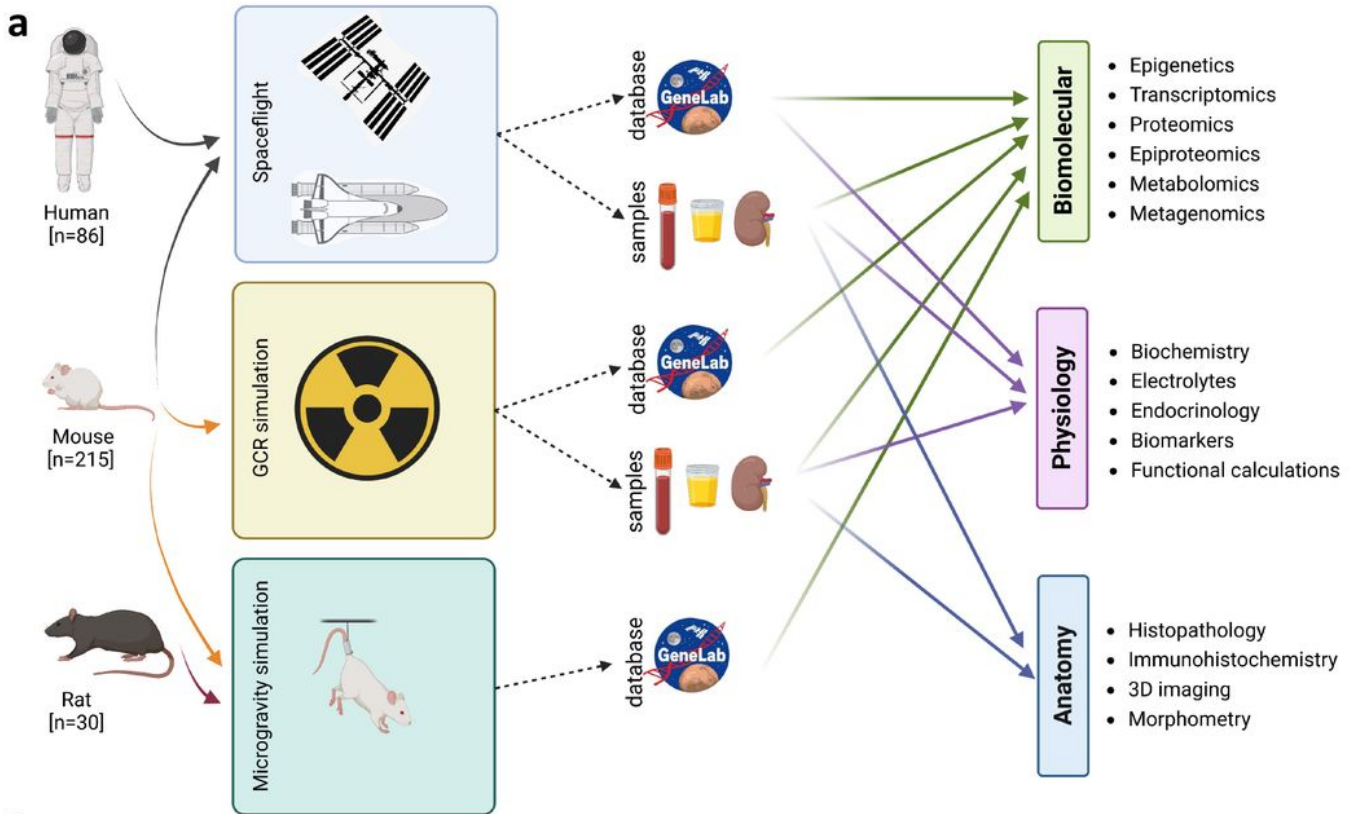 a
Human
[n=86]
Mouse
[n=215]
Rat
[n=30]
Spaceflight
GCR simulation
Microgravity simulation
database
GeneLab
samples
database
GeneLab
samples
database
GeneLab
Biomolecular
• Epigenetics
• Transcriptomics
• Proteomics
• Epiproteomics
• Metabolomics
• Metagenomics
Physiology
• Biochemistry
• Electrolytes
• Endocrinology
• Biomarkers
• Functional calculations
Anatomy
• Histopathology
• Immunohistochemistry
• 3D imaging
• Morphometry